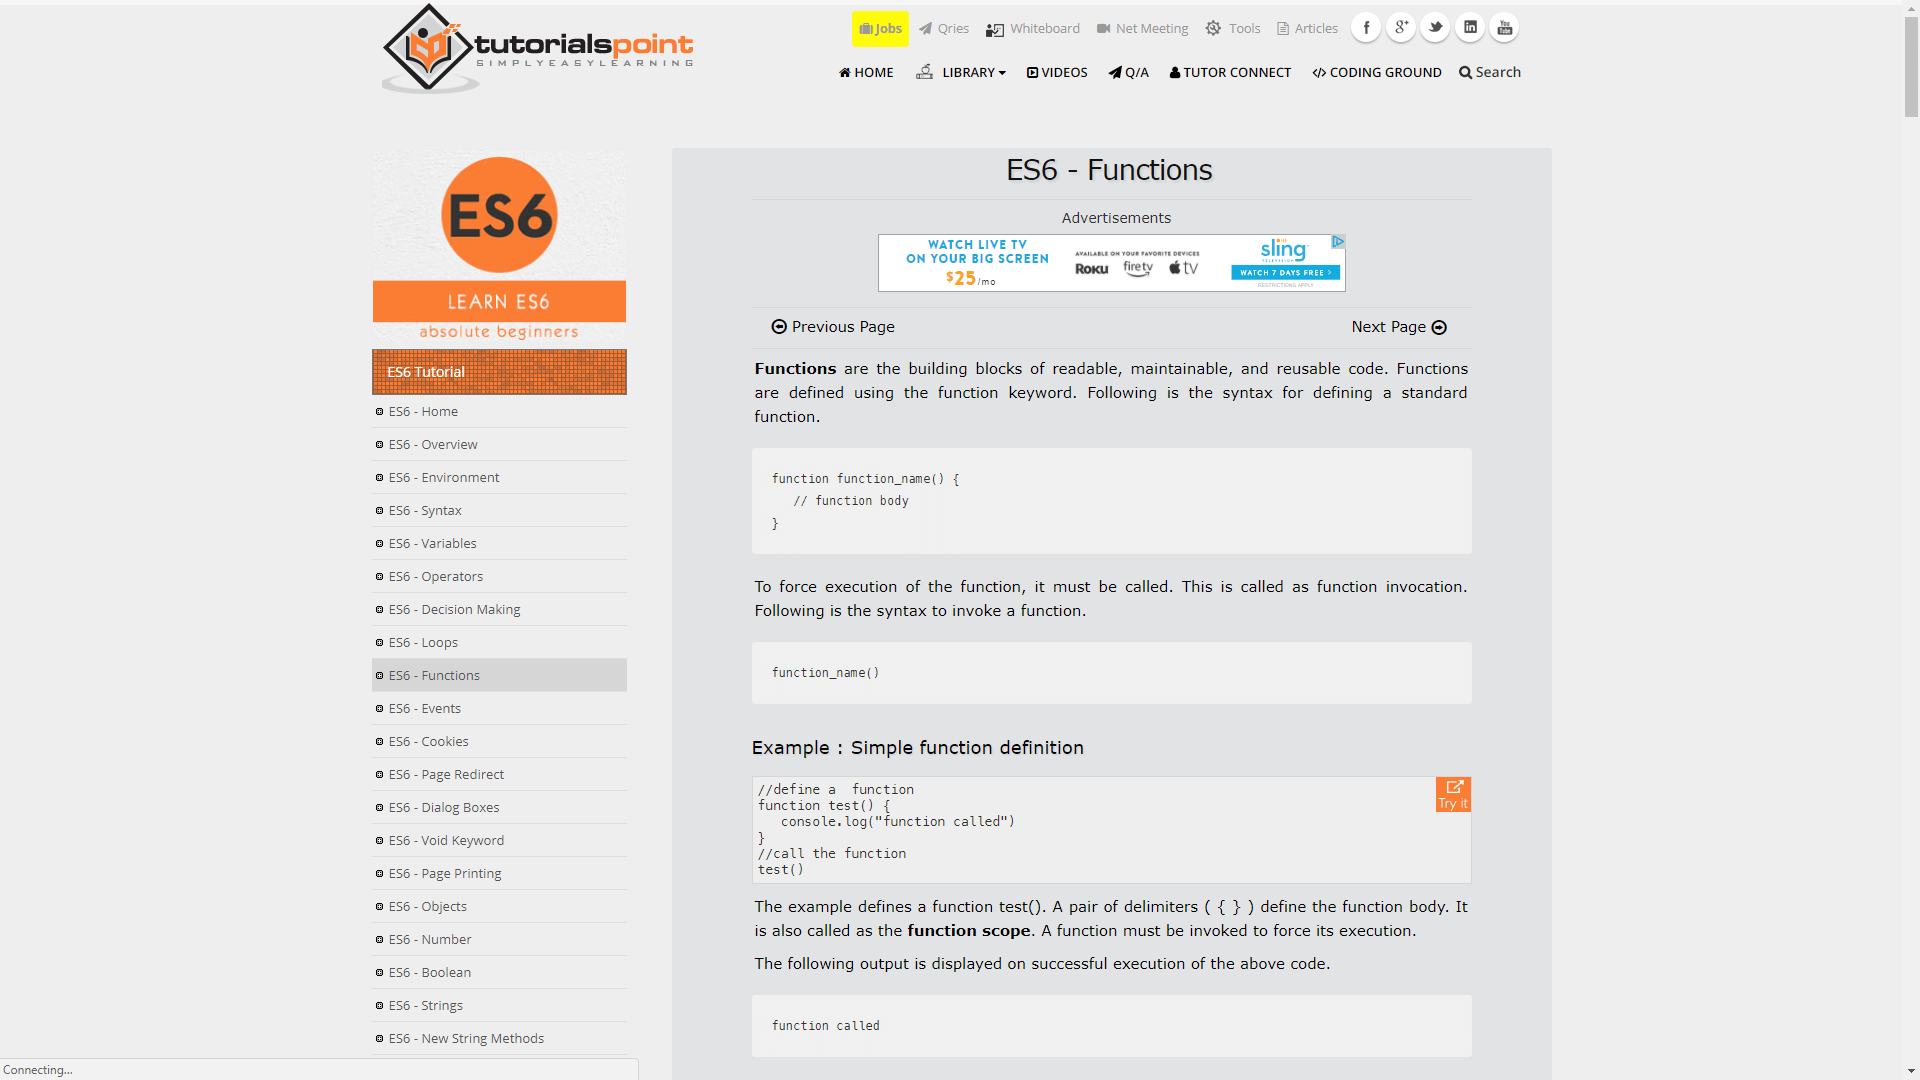 tutorialspoint
SIMPLYEASYLEARNING
Jobs
Qries
Whiteboard
Net Meeting
Tools
Articles
HOME
LIBRARY
VIDEOS
Q/A
TUTOR CONNECT
CODING GROUND
Search
ES6
LEARN ES6
absolute beginners
ES6 Tutorial
ES6 - Home
ES6 - Overview
ES6 - Environment
ES6 - Syntax
ES6 - Variables
ES6 - Operators
ES6 - Decision Making
ES6 - Loops
ES6 - Functions
ES6 - Events
ES6 - Cookies
ES6 - Page Redirect
ES6 - Dialog Boxes
ES6 - Void Keyword
ES6 - Page Printing
ES6 - Objects
ES6 - Number
ES6 - Boolean
ES6 - Strings
ES6 - New String Methods
ES6 - Functions
Advertisements
WATCH LIVE TV
ON YOUR BIG SCREEN
$25/mo
AVAILABLE ON YOUR FAVORITE DEVICES
ROKU fire tv tv
sling
TELEVISION
WATCH 7 DAYS FREE >
RESTRICTIONS APPLY
Previous Page
Next Page
Functions are the building blocks of readable, maintainable, and reusable code. Functions
are defined using the function keyword. Following is the syntax for defining a standard
function.
function function_name() {
// function body
}
To force execution of the function, it must be called. This is called as function invocation.
Following is the syntax to invoke a function.
function_name()
Example : Simple function definition
Try it
//define a  function
function test() {
console.log("function called")
}
//call the function
test()
The example defines a function test(). A pair of delimiters ( { } ) define the function body. It
is also called as the function scope. A function must be invoked to force its execution.
The following output is displayed on successful execution of the above code.
function called
Connecting...